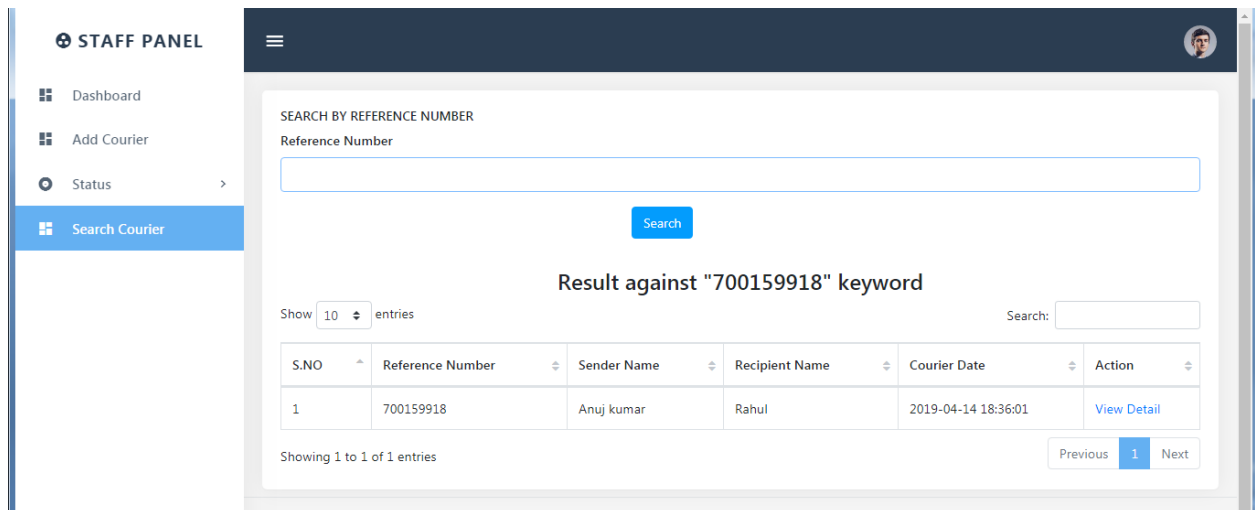 STAFF PANEL
Dashboard
Add Courier
Status
Search Courier
SEARCH BY REFERENCE NUMBER
Reference Number
Search
Result against "700159918" keyword
Show 10 entries
Search:
S.NO Reference Number Sender Name Recipient Name Courier Date Action
1 700159918 Anuj kumar Rahul 2019-04-14 18:36:01 View Detail
Showing 1 to 1 of 1 entries
Previous 1 Next